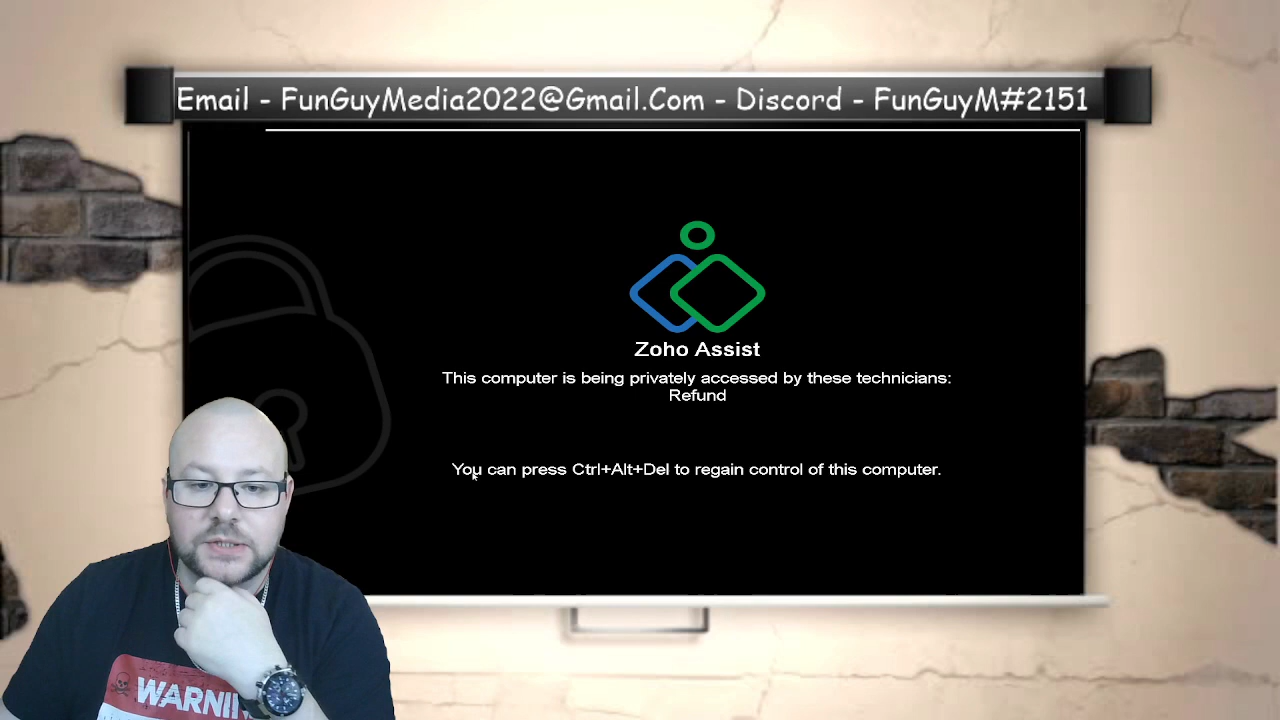 Email - FunGuyMedia2022@Gmail.Com - Discord - FunGuyM#2151
Zoho Assist
This computer is being privately accessed by these technicians:
Refund
You can press Ctrl+Alt+Del to regain control of this computer.